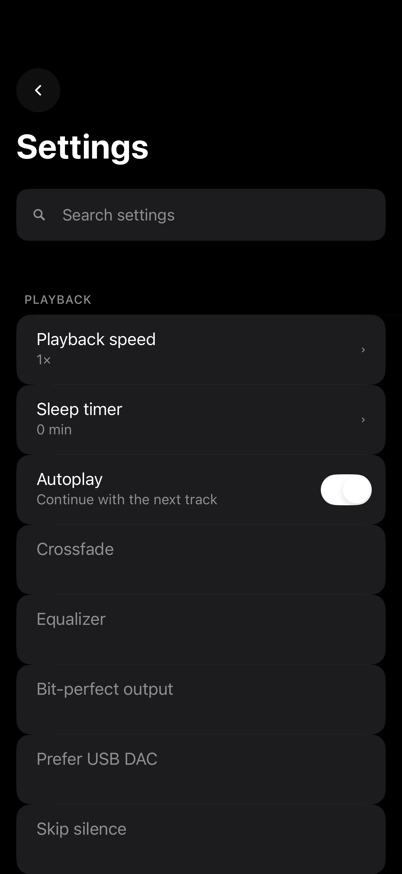 Settings
Search settings
PLAYBACK
Playback speed
1×
Sleep timer
0 min
Autoplay
Continue with the next track
Crossfade
Equalizer
Bit-perfect output
Prefer USB DAC
Skip silence